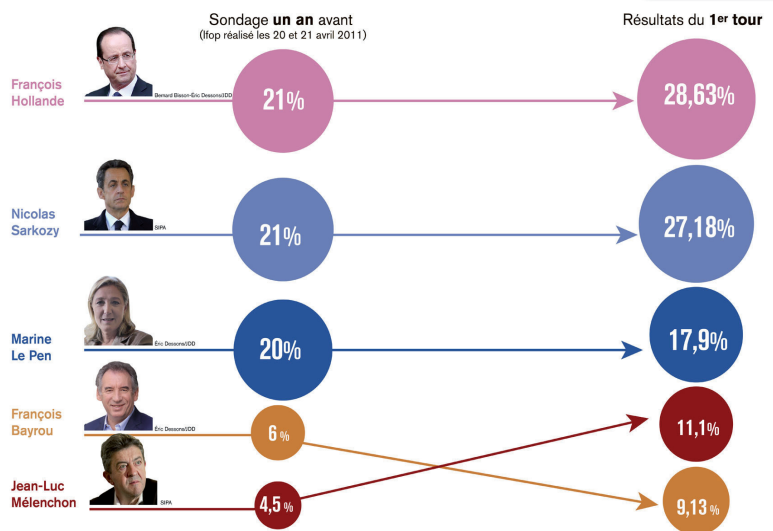 Sondage un an avant
(Ifop réalisé les 20 et 21 avril 2011)
Résultats du 1er tour
François
Hollande
Bernard Bisson-Éric Dessons/JDD
21%
28,63%
Nicolas
Sarkozy
SIPA
21%
27,18%
Marine
Le Pen
Éric Dessons/JDD
20%
17,9%
François
Bayrou
Éric Dessons/JDD
6 %
11,1%
Jean-Luc
Mélenchon
SIPA
4,5 %
9,13%